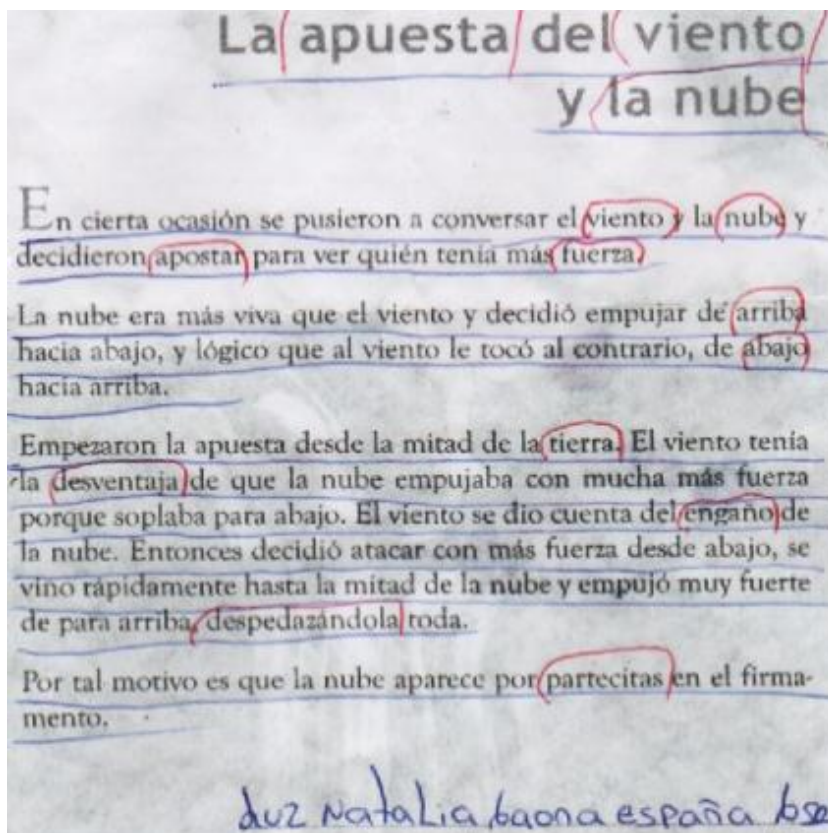 La apuesta del viento
y la nube
En cierta ocasión se pusieron a conversar el viento y la nube y
decidieron apostar para ver quién tenía más fuerza.
La nube era más viva que el viento y decidió empujar de arriba
hacia abajo, y lógico que al viento le tocó al contrario, de abajo
hacia arriba.
Empezaron la apuesta desde la mitad de la tierra. El viento tenía
la desventaja de que la nube empujaba con mucha más fuerza
porque soplaba para abajo. El viento se dio cuenta del engaño de
la nube. Entonces decidió atacar con más fuerza desde abajo, se
vino rápidamente hasta la mitad de la nube y empujó muy fuerte
de para arriba, despedazándola toda.
Por tal motivo es que la nube aparece por partecitas en el firma-
mento.
Luz NataLia baona españa